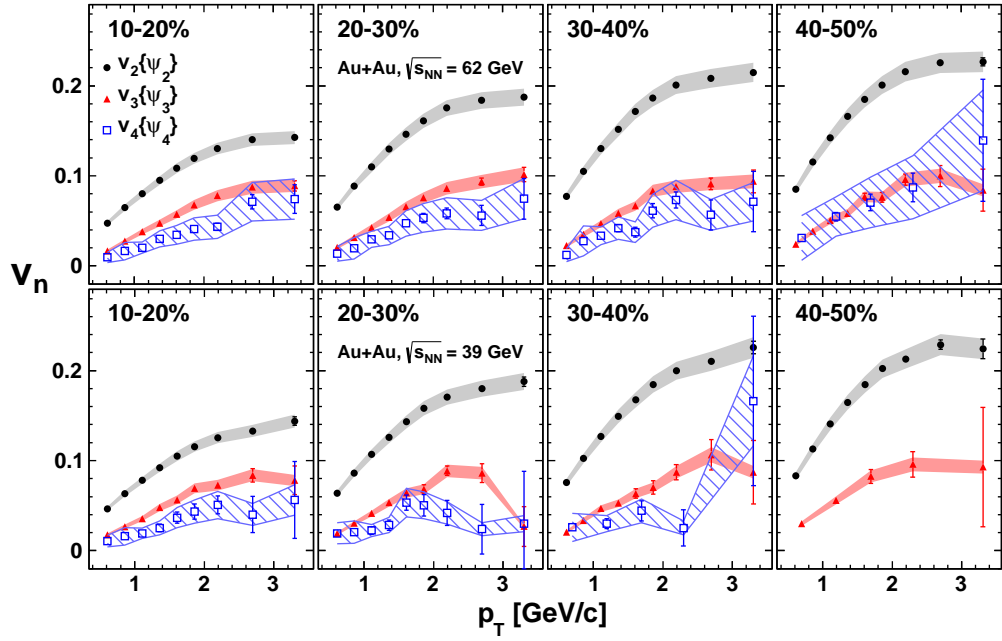 10-20%
20-30%
30-40%
40-50%
v₂{ψ₂}
v₃{ψ₃}
v₄{ψ₄}
Au+Au, √sNN = 62 GeV
0.2
0.1
0
vₙ
10-20%
20-30%
30-40%
40-50%
Au+Au, √sNN = 39 GeV
0.2
0.1
0
1 2 3 1 2 3 1 2 3 1 2 3
p_T [GeV/c]